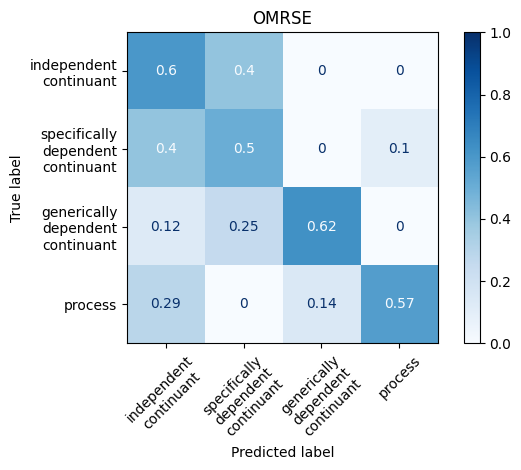 OMRSE
True label
independent
continuant
0.6 0.4 0 0
specifically
dependent
continuant
0.4 0.5 0 0.1
generically
dependent
continuant
0.12 0.25 0.62 0
process
0.29 0 0.14 0.57
independent
continuant
specifically
dependent
continuant
generically
dependent
continuant
process
Predicted label
1.0
0.8
0.6
0.4
0.2
0.0